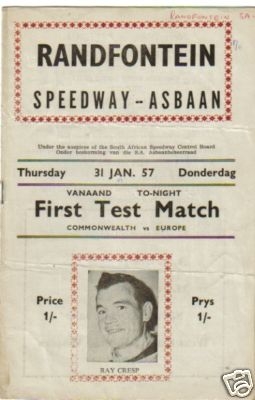 RANDFONTEIN SA
RANDFONTEIN
SPEEDWAY - ASBAAN
Under the auspices of the South African Speedway Control Board
Onder beskerming van die S.A. Asbaanbeheerraad
Thursday 31 JAN. 57 Donderdag
VANAAND TO-NIGHT
First Test Match
COMMONWEALTH vs EUROPE
Price Prys
1/- 1/-
RAY CRESP